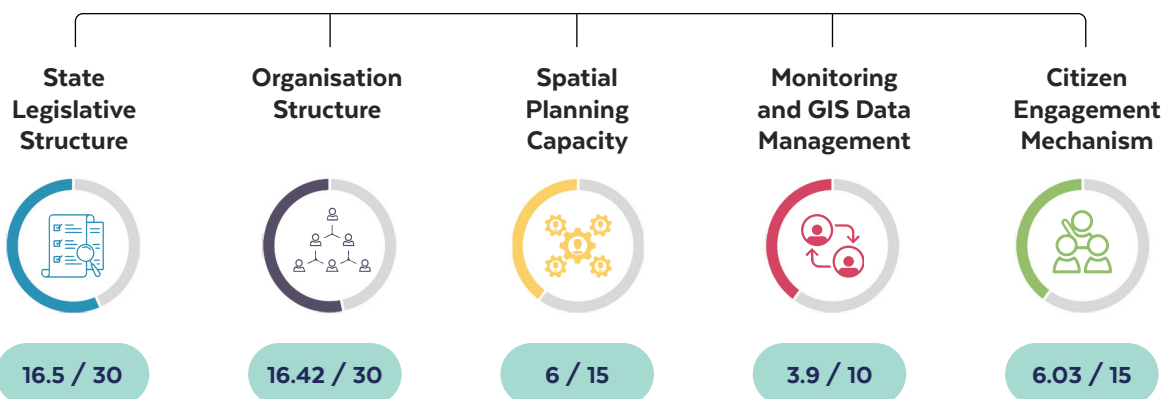 State
Legislative
Structure
Organisation
Structure
Spatial
Planning
Capacity
Monitoring
and GIS Data
Management
Citizen
Engagement
Mechanism
16.5 / 30
16.42 / 30
6 / 15
3.9 / 10
6.03 / 15